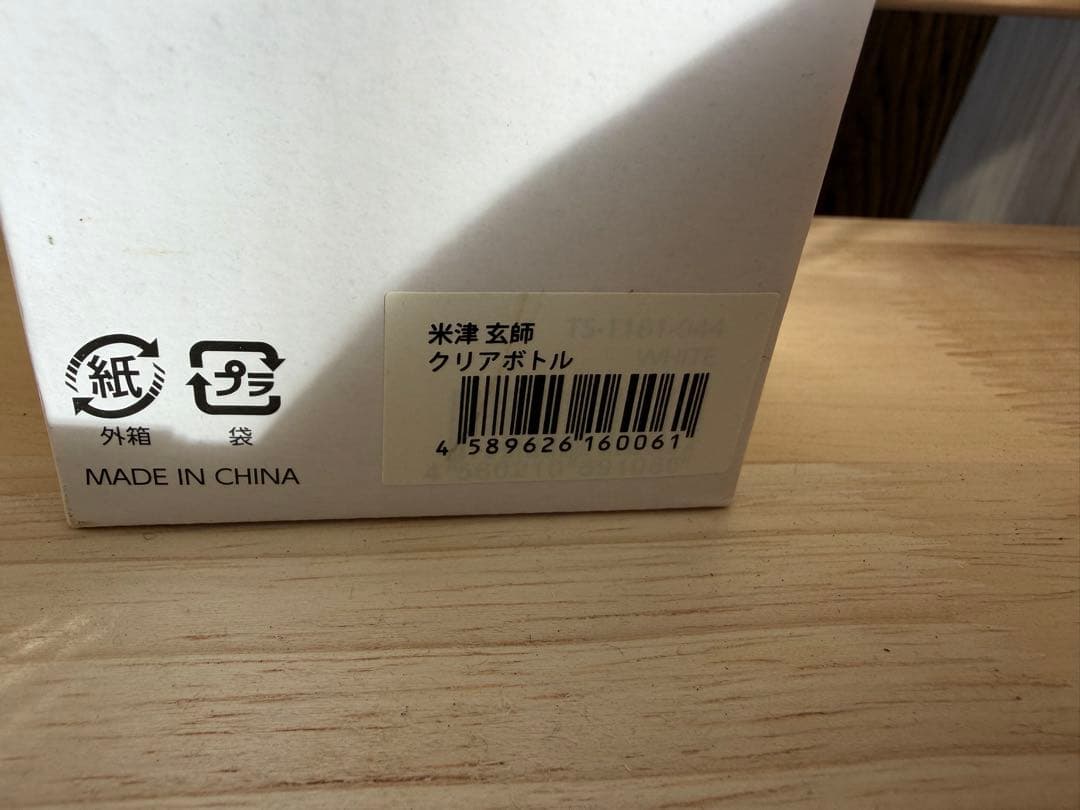 米津 玄師
クリアボトル
4 589626 160061
紙
プラ
外箱
袋
MADE IN CHINA
WHITE